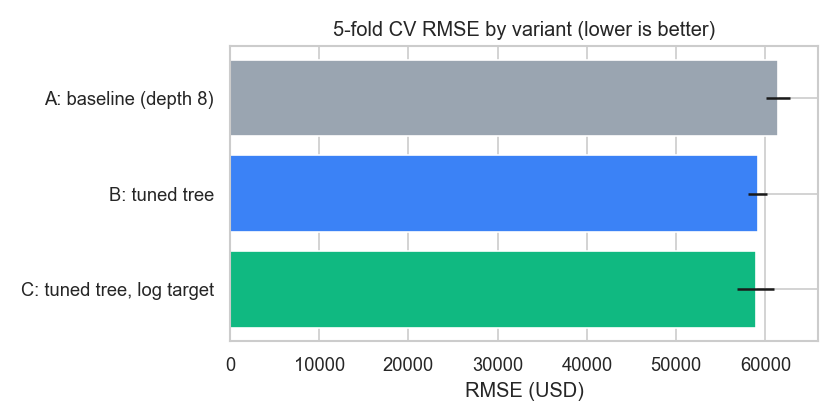 5-fold CV RMSE by variant (lower is better)
A: baseline (depth 8)
B: tuned tree
C: tuned tree, log target
0 10000 20000 30000 40000 50000 60000
RMSE (USD)